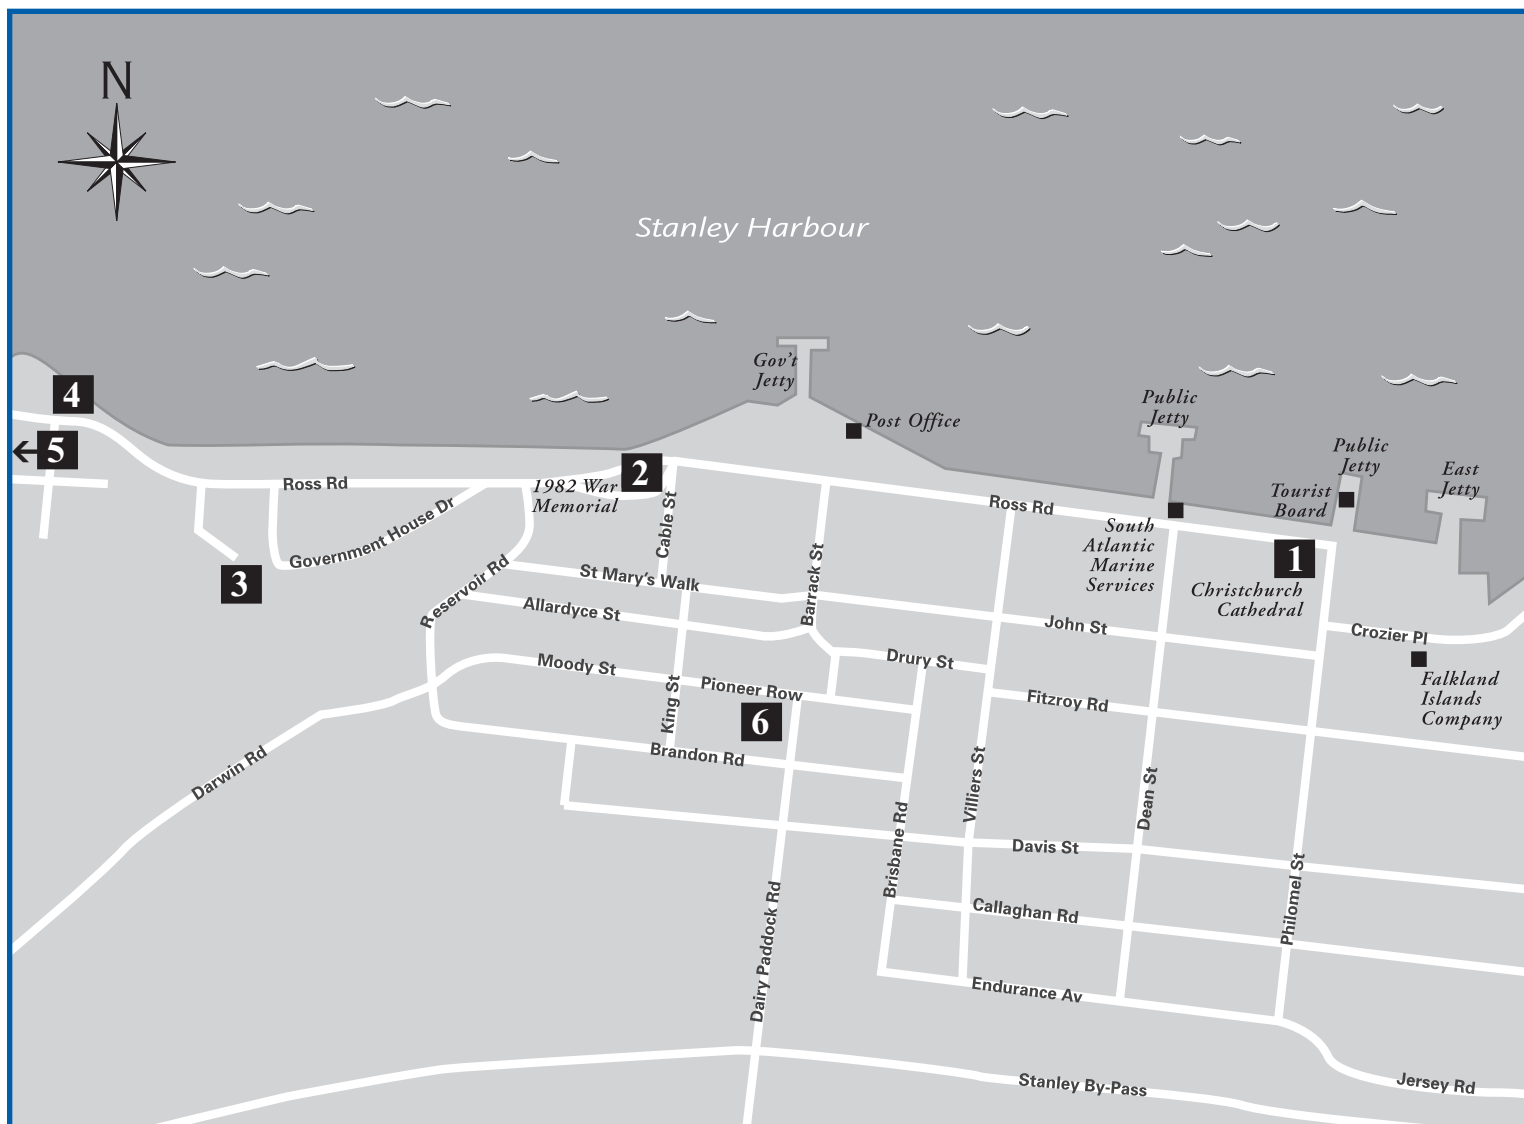 N
Stanley Harbour
Gov't
Jetty
Post Office
Public
Jetty
Public
Jetty
East
Jetty
Tourist
Board
4
5
2
1982 War
Memorial
Ross Rd
Ross Rd
South
Atlantic
Marine
Services
1
Christchurch
Cathedral
Government House Dr
3
Cable St
Reservoir Rd
St Mary's Walk
Allardyce St
Barrack St
John St
Crozier Pl
Falkland
Islands
Company
Moody St
Drury St
Pioneer Row
King St
6
Fitzroy Rd
Brandon Rd
Darwin Rd
Villiers St
Dean St
Brisbane Rd
Davis St
Philomel St
Callaghan Rd
Dairy Paddock Rd
Endurance Av
Stanley By-Pass
Jersey Rd